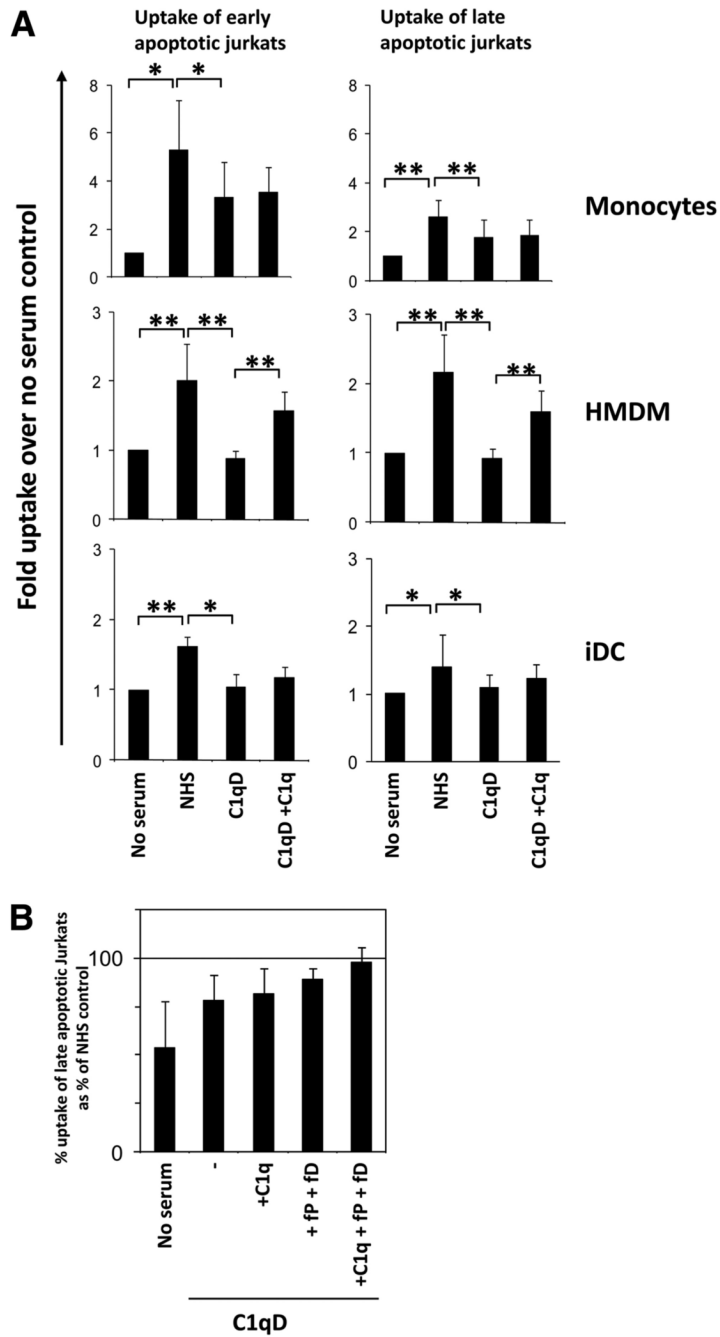 A
Uptake of early
apoptotic jurkats
Uptake of late
apoptotic jurkats
Fold uptake over no serum control
8
6
4
2
0
* *
8
6
4
2
0
** **
Monocytes
3
2
1
0
** **
**
3
2
1
0
** **
**
HMDM
3
2
1
0
** *
3
2
1
0
* *
iDC
No serum
NHS
C1qD
C1qD +C1q
No serum
NHS
C1qD
C1qD +C1q
B
% uptake of late apoptotic Jurkats
as % of NHS control
100
0
No serum
-
+C1q
+ fP + fD
+C1q + fP + fD
C1qD